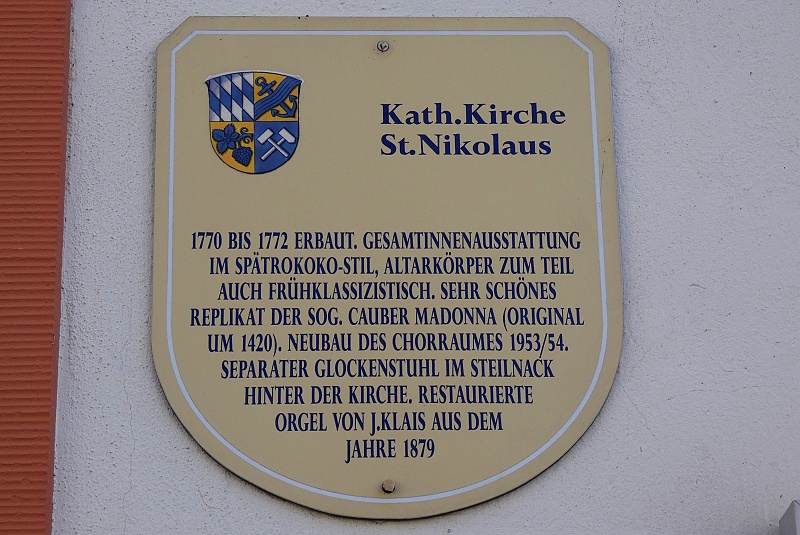 Kath.Kirche
St.Nikolaus
1770 BIS 1772 ERBAUT. GESAMTINNENAUSSTATTUNG
IM SPÄTROKOKO-STIL, ALTARKÖRPER ZUM TEIL
AUCH FRÜHKLASSIZISTISCH. SEHR SCHÖNES
REPLIKAT DER SOG. CAUBER MADONNA (ORIGINAL
UM 1420). NEUBAU DES CHORRAUMES 1953/54.
SEPARATER GLOCKENSTUHL IM STEILNACK
HINTER DER KIRCHE. RESTAURIERTE
ORGEL VON J.KLAIS AUS DEM
JAHRE 1879